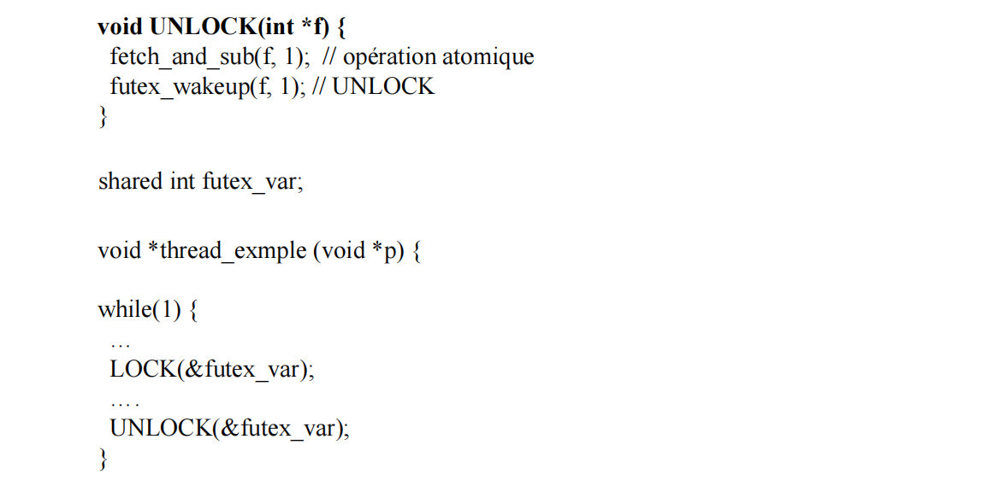 void UNLOCK(int *f) {
fetch_and_sub(f, 1); // opération atomique
futex_wakeup(f, 1); // UNLOCK
}
shared int futex_var;
void *thread_exmple (void *p) {
while(1) {
…
LOCK(&futex_var);
….
UNLOCK(&futex_var);
}